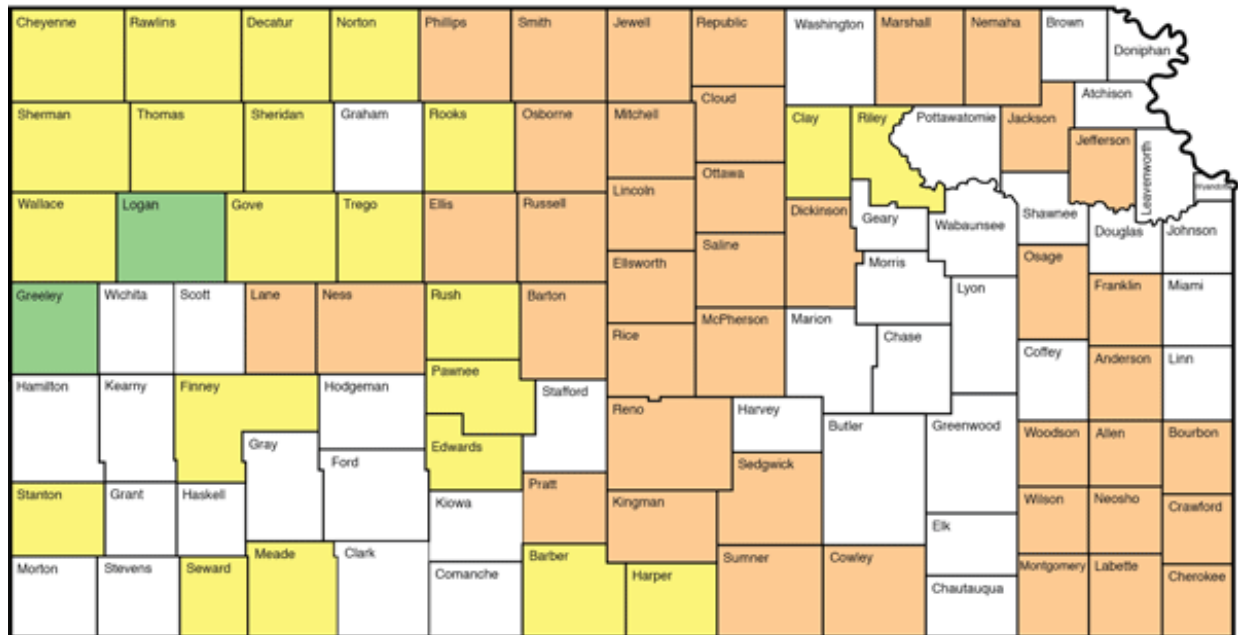 Cheyenne
Rawlins
Decatur
Norton
Phillips
Smith
Jewell
Republic
Washington
Marshall
Nemaha
Brown
Doniphan
Sherman
Thomas
Sheridan
Graham
Rooks
Osborne
Mitchell
Cloud
Clay
Riley
Pottawatomie
Jackson
Atchison
Jefferson
Leavenworth
Wallace
Logan
Gove
Trego
Ellis
Russell
Lincoln
Ottawa
Dickinson
Geary
Wabaunsee
Shawnee
Douglas
Johnson
Greeley
Wichita
Scott
Lane
Ness
Rush
Barton
Ellsworth
Saline
Morris
Lyon
Osage
Franklin
Miami
Rice
McPherson
Marion
Chase
Coffey
Anderson
Linn
Hamilton
Kearny
Finney
Hodgeman
Pawnee
Stafford
Reno
Harvey
Butler
Greenwood
Woodson
Allen
Bourbon
Gray
Ford
Edwards
Sedgwick
Stanton
Grant
Haskell
Kiowa
Pratt
Kingman
Elk
Wilson
Neosho
Crawford
Morton
Stevens
Seward
Meade
Clark
Comanche
Barber
Harper
Sumner
Cowley
Chautauqua
Montgomery
Labette
Cherokee